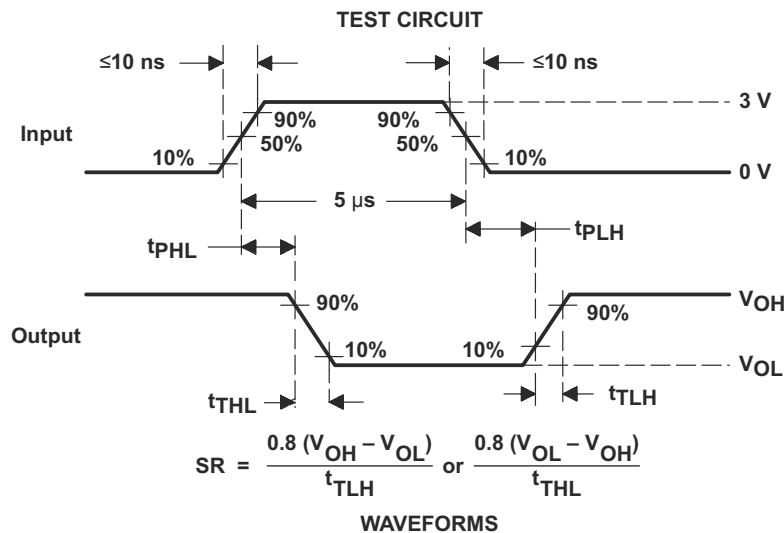 TEST CIRCUIT
≤10 ns
≤10 ns
3 V
90%
90%
Input
50%
50%
10%
10%
0 V
5 μs
tPHL
tPLH
VOH
90%
90%
Output
10%
10%
VOL
tTHL
tTLH
SR = 0.8 (VOH – VOL) / tTLH or 0.8 (VOL – VOH) / tTHL
WAVEFORMS